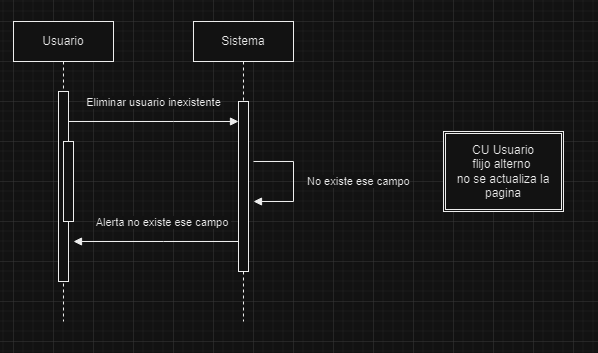 Usuario
Sistema
Eliminar usuario inexistente
No existe ese campo
Alerta no existe ese campo
CU Usuario
flijo alterno
no se actualiza la
pagina